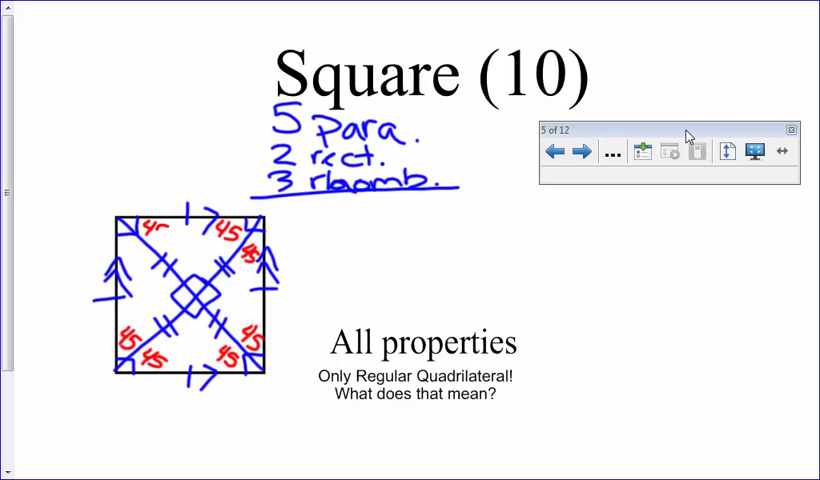 Square (10)
5 para.
2 rect.
3 rhomb.
5 of 12
...
45
45
45
45
45
45
45
All properties
Only Regular Quadrilateral!
What does that mean?